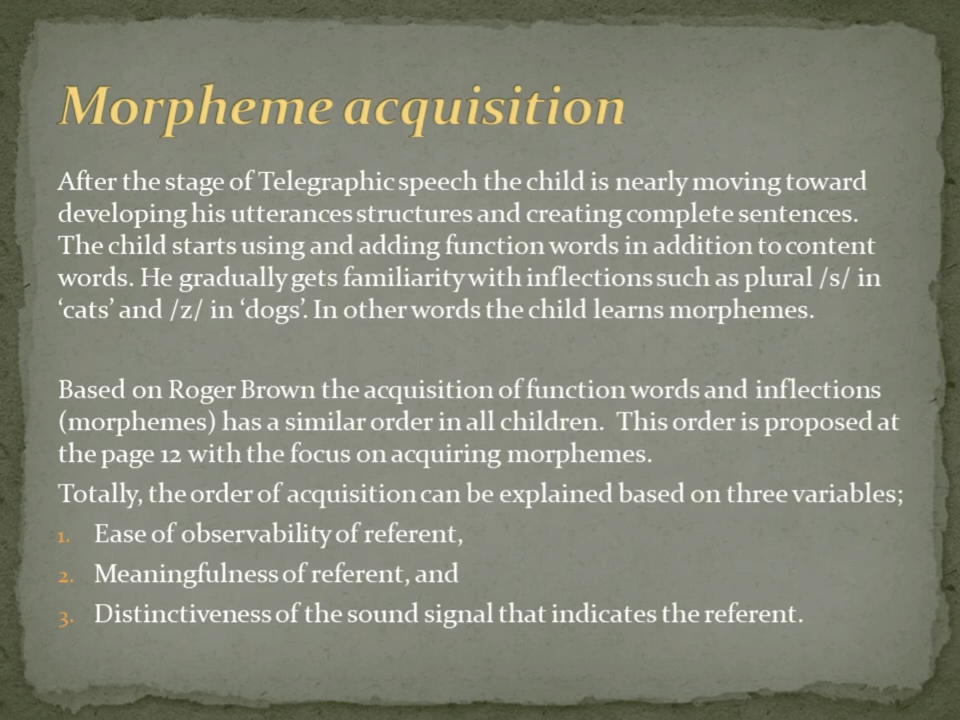 Morpheme acquisition
After the stage of Telegraphic speech the child is nearly moving toward
developing his utterances structures and creating complete sentences.
The child starts using and adding function words in addition to content
words. He gradually gets familiarity with inflections such as plural /s/ in
‘cats’ and /z/ in ‘dogs’. In other words the child learns morphemes.
Based on Roger Brown the acquisition of function words and inflections
(morphemes) has a similar order in all children.  This order is proposed at
the page 12 with the focus on acquiring morphemes.
Totally, the order of acquisition can be explained based on three variables;
1. Ease of observability of referent,
2. Meaningfulness of referent, and
3. Distinctiveness of the sound signal that indicates the referent.